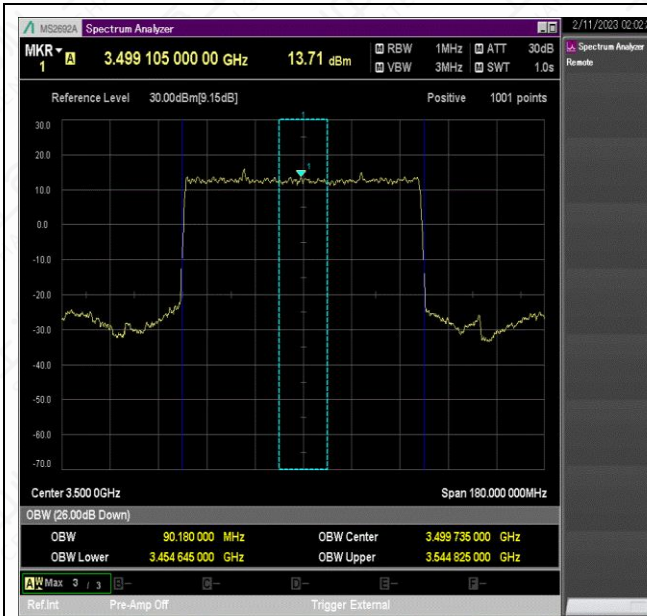 MS2692A Spectrum Analyzer
2/11/2023 02:02:
MKR 1 A 3.499 105 000 00 GHz 13.71 dBm
RBW 1MHz ATT 30dB
VBW 3MHz SWT 1.0s
Spectrum Analyzer
Remote
Reference Level 30.00dBm[9.15dB] Positive 1001 points
1
30.0
20.0
10.0
0.0
-10.0
-20.0
-30.0
-40.0
-50.0
-60.0
-70.0
1
Center 3.500 0GHz Span 180.000 000MHz
OBW (26.00dB Down)
OBW 90.180 000 MHz OBW Center 3.499 735 000 GHz
OBW Lower 3.454 645 000 GHz OBW Upper 3.544 825 000 GHz
A W Max 3 / 3 B- C- D- E- F-
Ref.Int Pre-Amp Off Trigger External